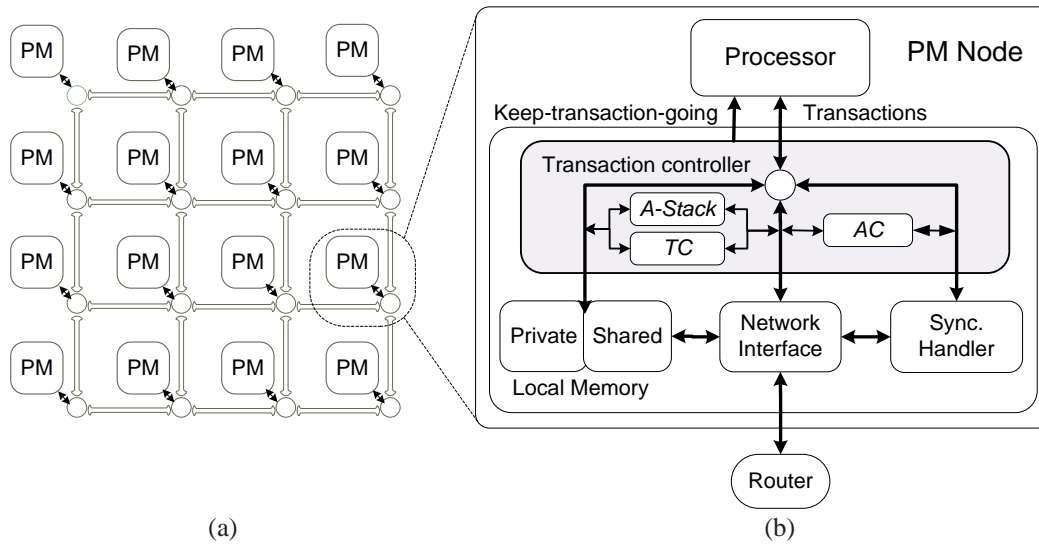 PM PM PM PM
PM PM PM PM
PM PM PM PM
PM PM PM PM
(a)
PM Node
Processor
Keep-transaction-going
Transactions
Transaction controller
A-Stack
TC
AC
Private
Shared
Local Memory
Network
Interface
Sync.
Handler
Router
(b)